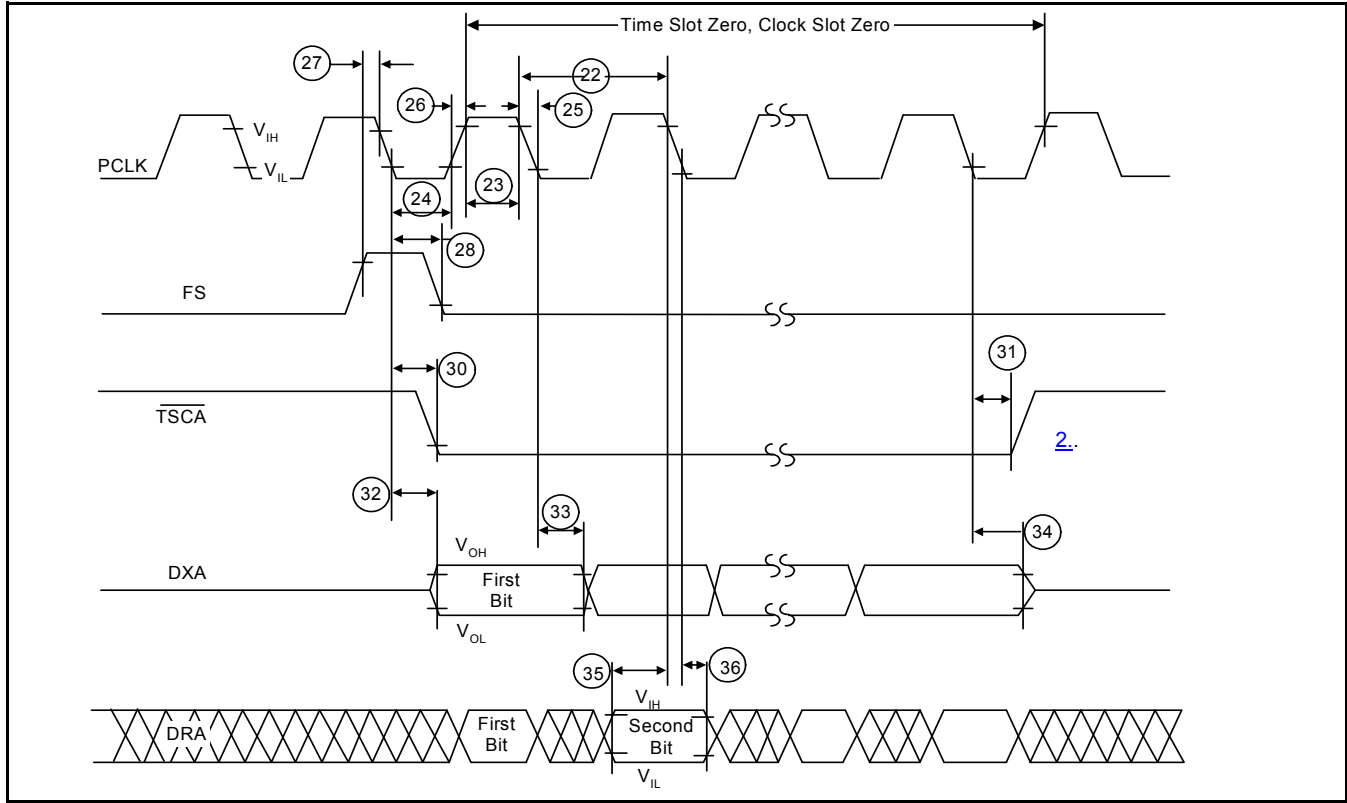 Time Slot Zero, Clock Slot Zero
27
22
26
25
V_IH
PCLK
V_IL
24
23
28
FS
30
31
TSCA
2..
32
33
34
V_OH
DXA
First
Bit
V_OL
35
36
V_IH
DRA
First
Bit
Second
Bit
V_IL